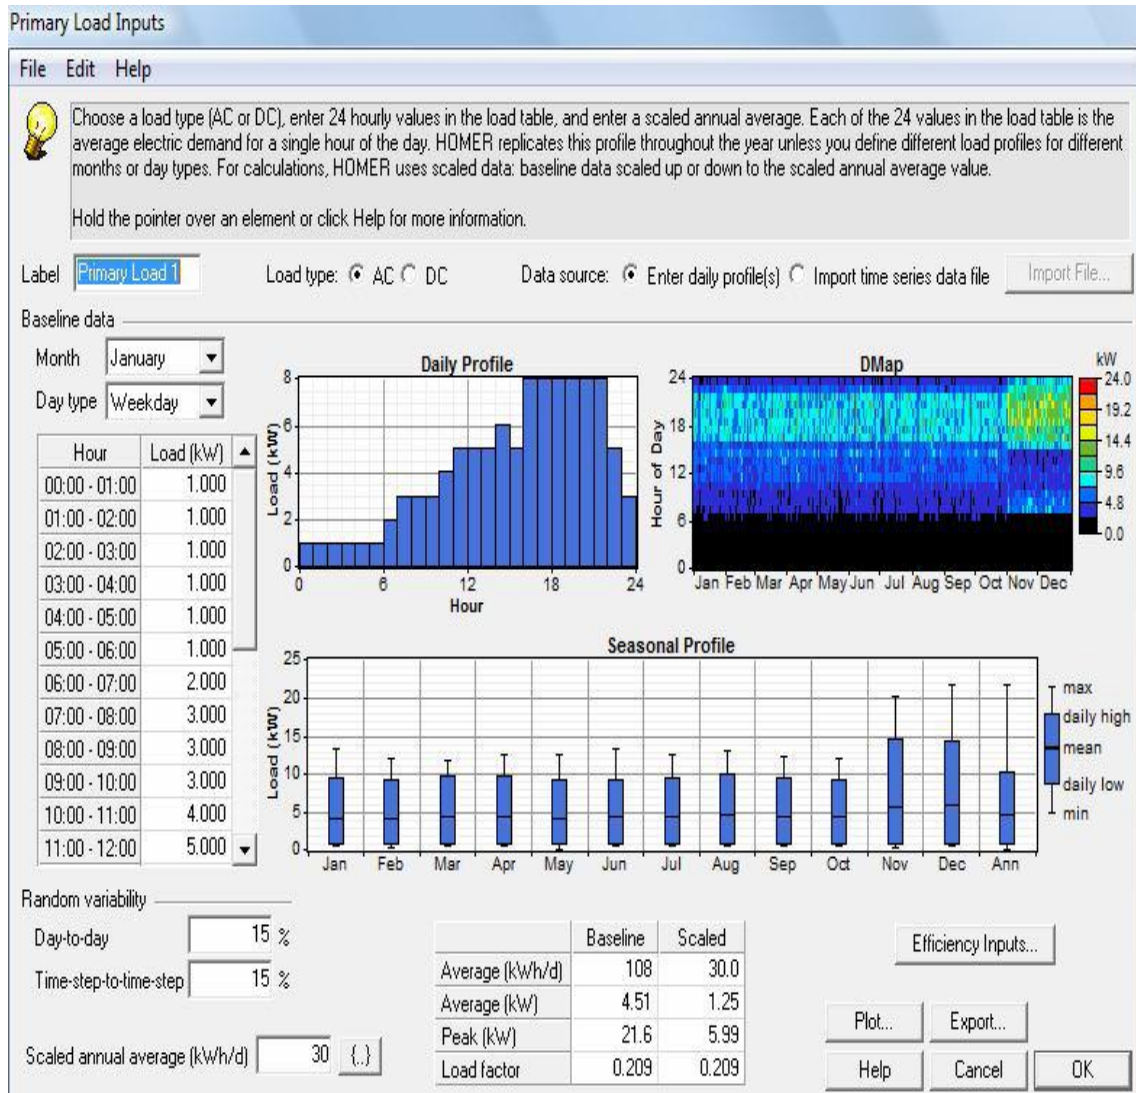 Primary Load Inputs
File Edit Help
Choose a load type (AC or DC), enter 24 hourly values in the load table, and enter a scaled annual average. Each of the 24 values in the load table is the
average electric demand for a single hour of the day. HOMER replicates this profile throughout the year unless you define different load profiles for different
months or day types. For calculations, HOMER uses scaled data: baseline data scaled up or down to the scaled annual average value.
Hold the pointer over an element or click Help for more information.
Label Primary Load 1 Load type: AC DC Data source: Enter daily profile(s) Import time series data file Import File...
Baseline data
Month January
Day type Weekday
Hour Load (kW)
00:00 - 01:00 1.000
01:00 - 02:00 1.000
02:00 - 03:00 1.000
03:00 - 04:00 1.000
04:00 - 05:00 1.000
05:00 - 06:00 1.000
06:00 - 07:00 2.000
07:00 - 08:00 3.000
08:00 - 09:00 3.000
09:00 - 10:00 3.000
10:00 - 11:00 4.000
11:00 - 12:00 5.000
Daily Profile
Load (kW)
8
6
4
2
0
0 6 12 18 24
Hour
DMap
Hour of Day
24
18
12
6
0
Jan Feb Mar Apr May Jun Jul Aug Sep Oct Nov Dec
kW
24.0
19.2
14.4
9.6
4.8
0.0
Seasonal Profile
Load (kW)
25
20
15
10
5
0
Jan Feb Mar Apr May Jun Jul Aug Sep Oct Nov Dec Ann
max
daily high
mean
daily low
min
Random variability
Day-to-day 15 %
Time-step-to-time-step 15 %
Scaled annual average (kWh/d) 30 {..}
Baseline Scaled
Average (kWh/d) 108 30.0
Average (kW) 4.51 1.25
Peak (kW) 21.6 5.99
Load factor 0.209 0.209
Efficiency Inputs...
Plot... Export...
Help Cancel OK